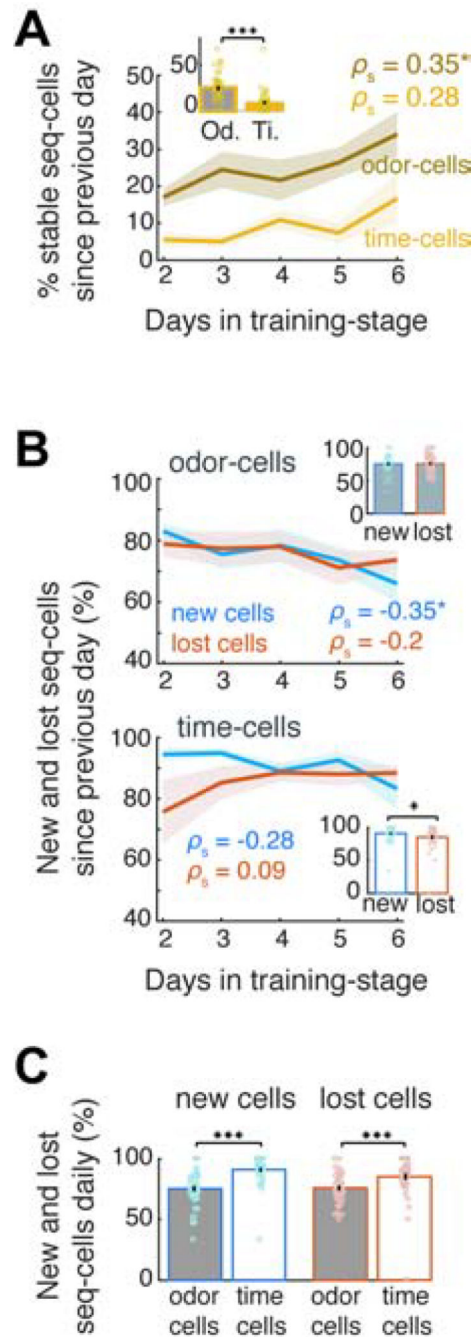 A
***
50
0
Od. Ti.
ρs = 0.35*
ρs = 0.28
% stable seq-cells
since previous day
50
40
30
20
10
0
odor-cells
time-cells
2 3 4 5 6
Days in training-stage
B
odor-cells
100
50
0
new lost
New and lost seq-cells
since previous day (%)
100
80
60
40
new cells
lost cells
ρs = -0.35*
ρs = -0.2
2 3 4 5 6
time-cells
100
80
60
40
ρs = -0.28
ρs = 0.09
*
100
50
0
new lost
2 3 4 5 6
Days in training-stage
C
new cells lost cells
*** ***
New and lost
seq-cells daily (%)
100
50
0
odor time odor time
cells cells cells cells